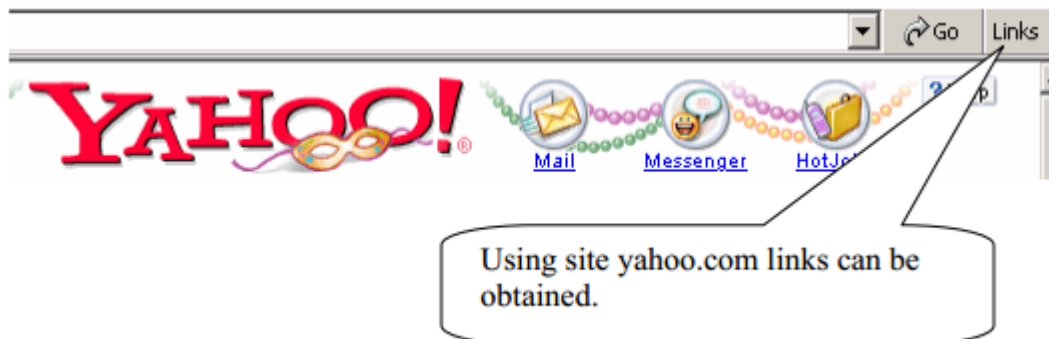 Go Links
YAHOO!®
Mail Messenger
Using site yahoo.com links can be
obtained.